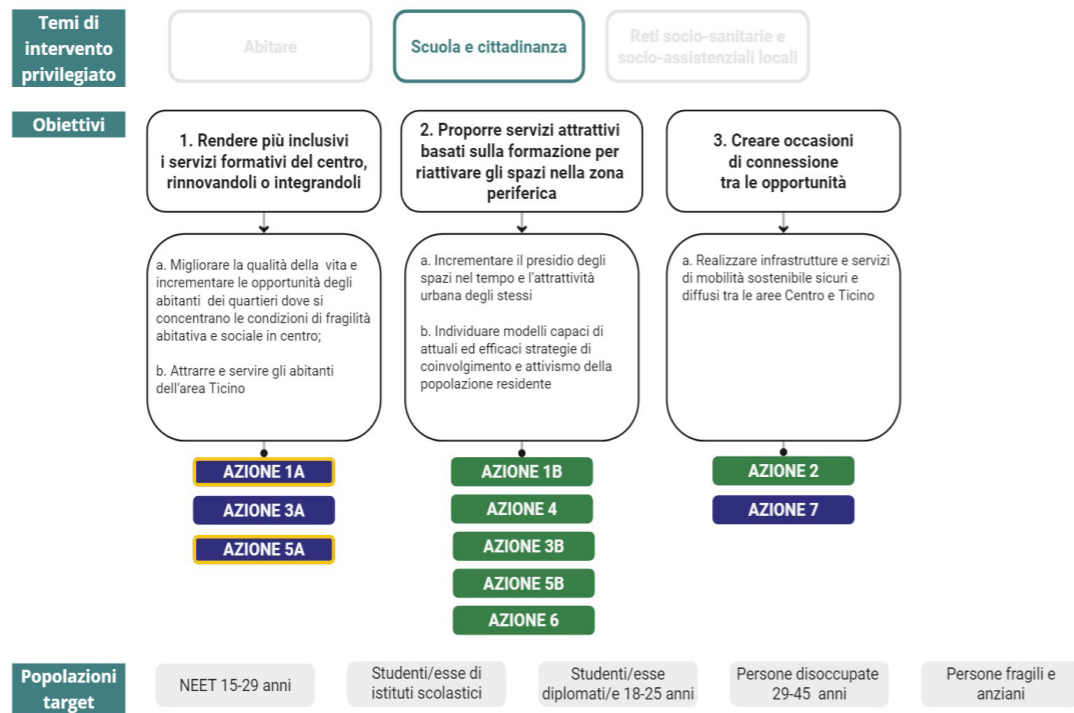 Temi di
intervento
privilegiato
Abitare
Scuola e cittadinanza
Reti socio-sanitarie e
socio-assistenziali locali
Obiettivi
1. Rendere più inclusivi
i servizi formativi del centro,
rinnovandoli o integrandoli
2. Proporre servizi attrattivi
basati sulla formazione per
riattivare gli spazi nella zona
periferica
3. Creare occasioni
di connessione
tra le opportunità
a. Migliorare la qualità della vita e
incrementare le opportunità degli
abitanti dei quartieri dove si
concentrano le condizioni di fragilità
abitativa e sociale in centro;
b. Attrarre e servire gli abitanti
dell'area Ticino
a. Incrementare il presidio degli
spazi nel tempo e l'attrattività
urbana degli stessi
b. Individuare modelli capaci di
attuali ed efficaci strategie di
coinvolgimento e attivismo della
popolazione residente
a. Realizzare infrastrutture e servizi
di mobilità sostenibile sicuri e
diffusi tra le aree Centro e Ticino
AZIONE 1A
AZIONE 3A
AZIONE 5A
AZIONE 1B
AZIONE 4
AZIONE 3B
AZIONE 5B
AZIONE 6
AZIONE 2
AZIONE 7
Popolazioni
target
NEET 15-29 anni
Studenti/esse di
istituti scolastici
Studenti/esse
diplomati/e 18-25 anni
Persone disoccupate
29-45 anni
Persone fragili e
anziani